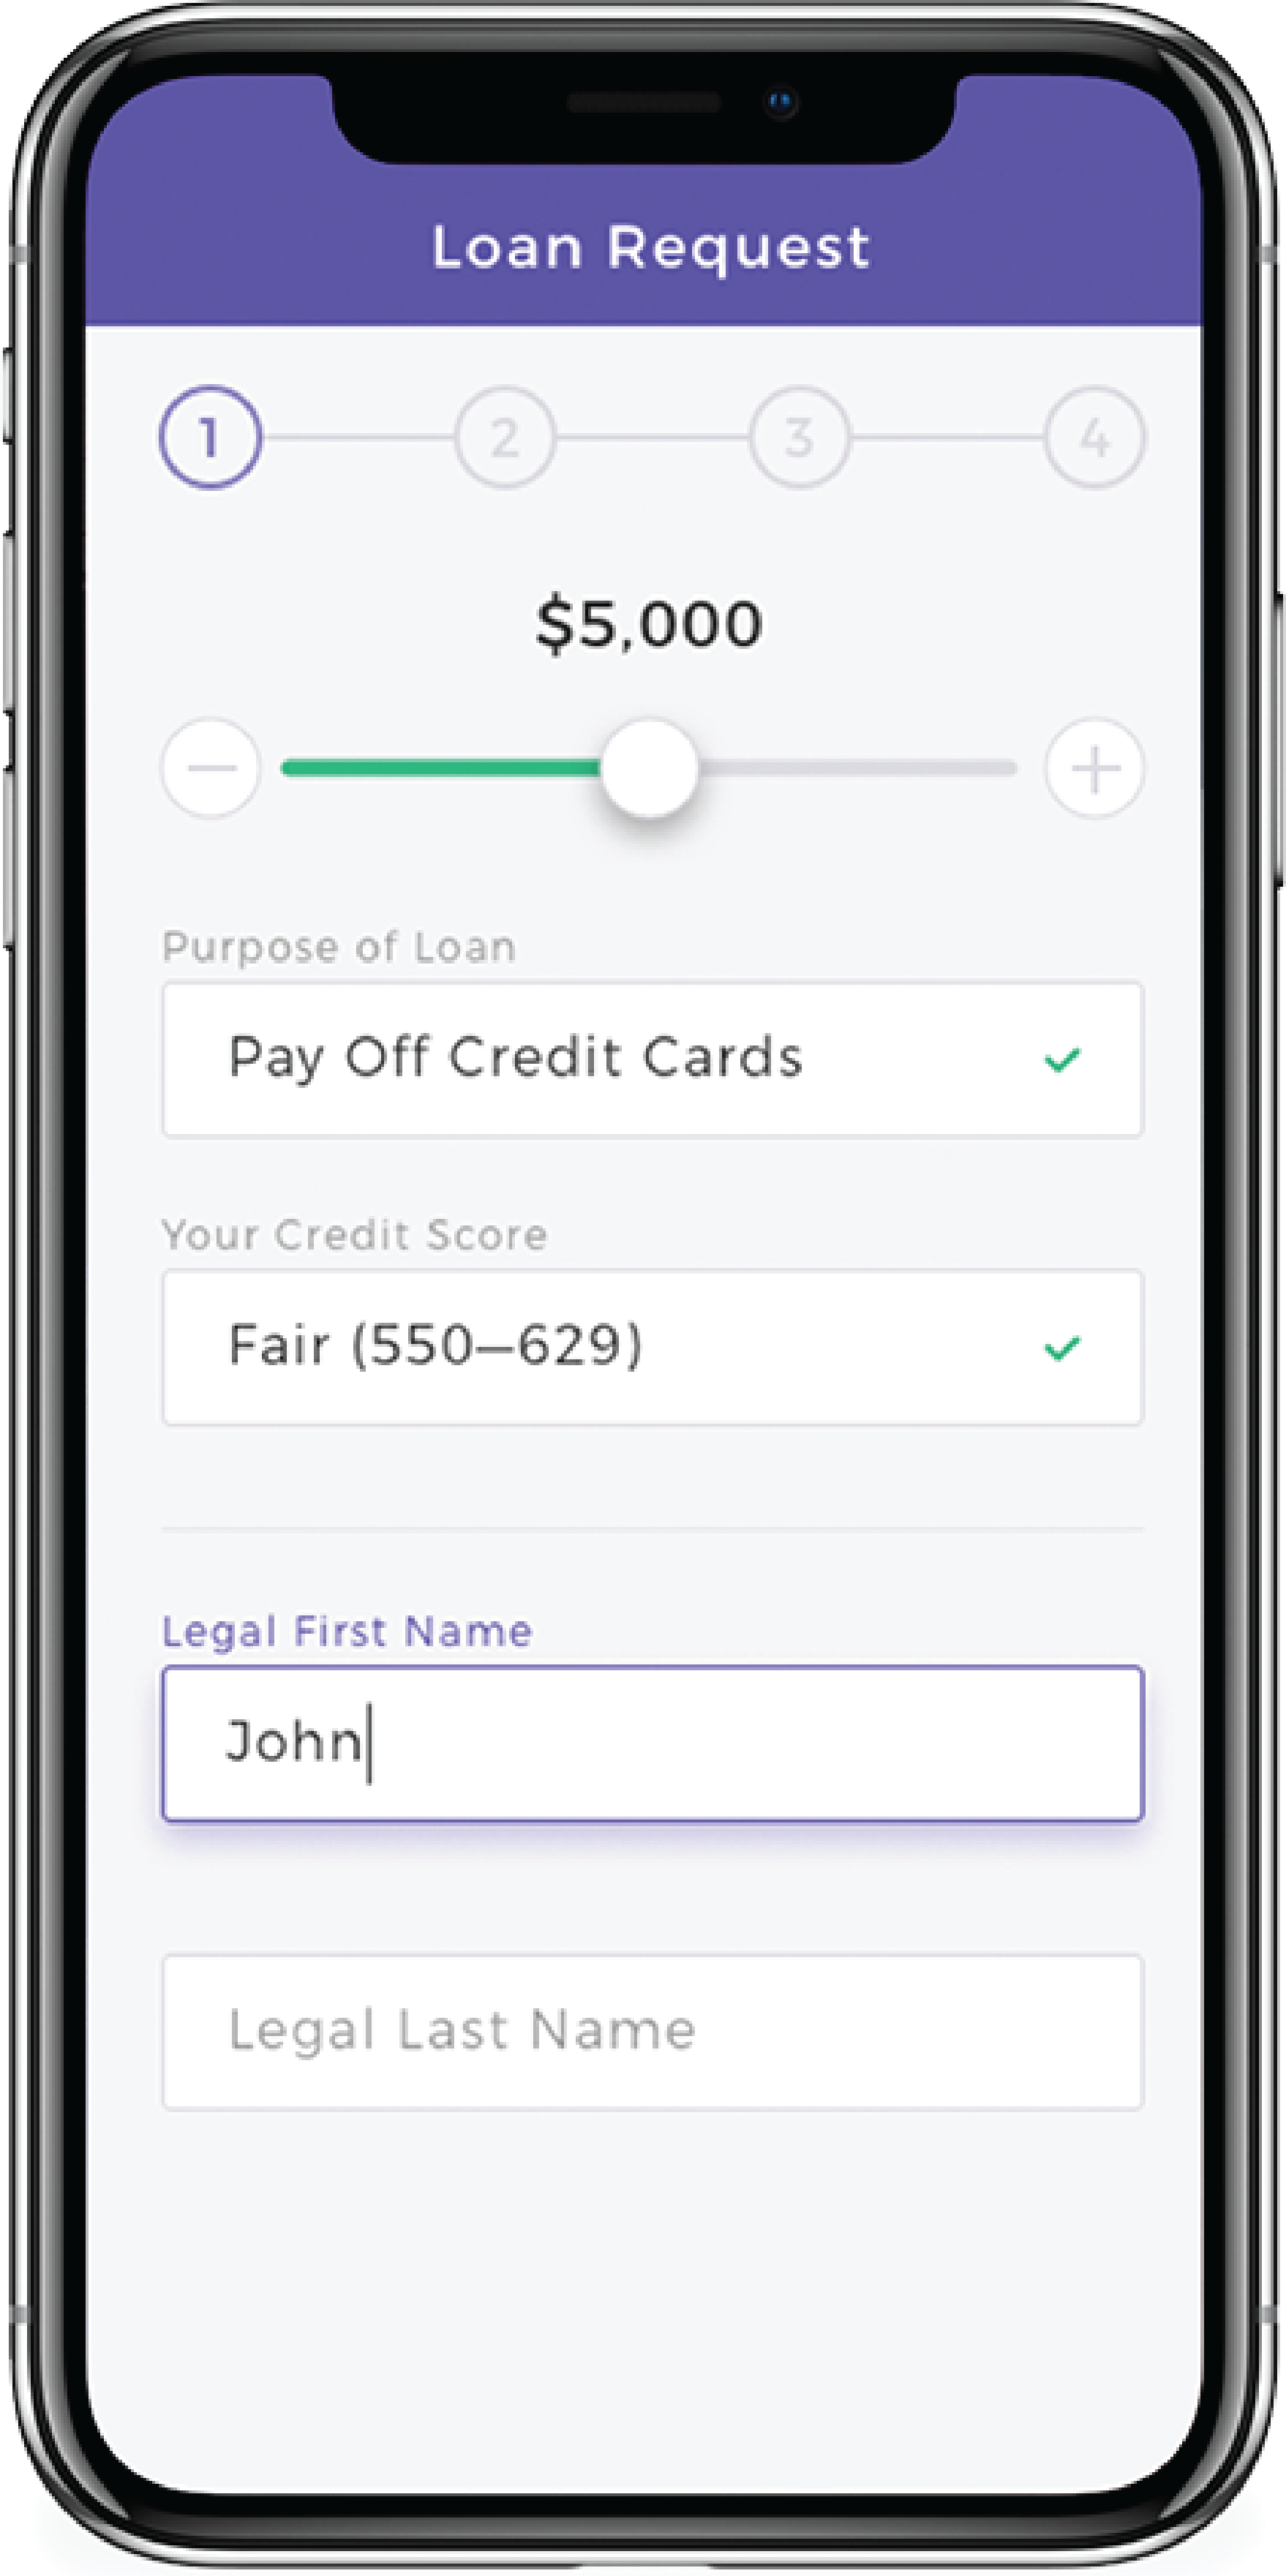 Loan Request
1 2 3 4
$5,000
Purpose of Loan
Pay Off Credit Cards
Your Credit Score
Fair (550–629)
Legal First Name
John
Legal Last Name